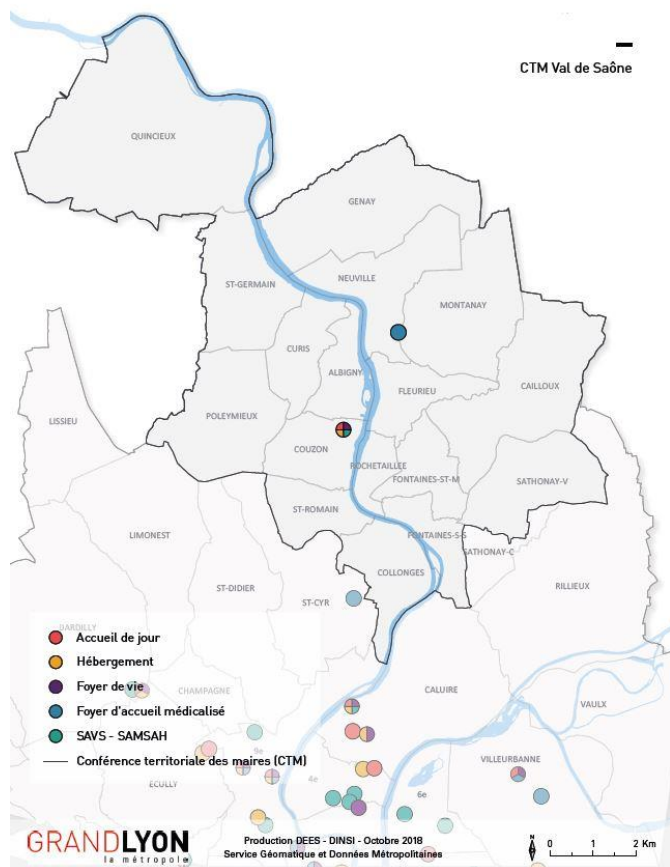 CTM Val de Saône
QUINCIEUX
GENAY
NEUVILLE
ST-GERMAIN
MONTANAY
CURIS
ALBIGNY
CAILLOUX
FLEURIEU
POLEYMIEUX
LISSIEU
COUZON
ROCHETAILLEE
FONTAINES-ST-M
SATHONAY-V
ST-ROMAIN
LIMONEST
FONTAINES-S-S
SATHONAY-C
COLLONGES
ST-DIDIER
RILLIEUX
ST-CYR
DARDILLY
Accueil de jour
Hébergement
Foyer de vie
Foyer d'accueil médicalisé
SAVS - SAMSAH
Conférence territoriale des maires (CTM)
CHAMPAGNE
CALUIRE
VAULX
9e
VILLEURBANNE
4e
ECULLY
6e
GRANDLYON
la métropole
Production DEES - DINSI - Octobre 2018
Service Géomatique et Données Métropolitaines
N
0 1 2 Km